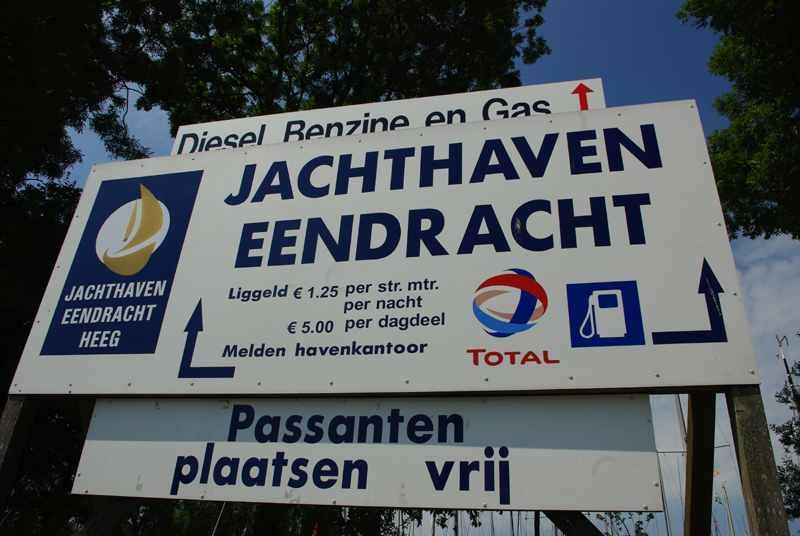 Diesel Benzine en Gas
JACHTHAVEN
EENDRACHT
JACHTHAVEN
EENDRACHT
HEEG
Liggeld € 1.25 per str. mtr.
per nacht
€ 5.00 per dagdeel
Melden havenkantoor
TOTAL
Passanten
plaatsen vrij